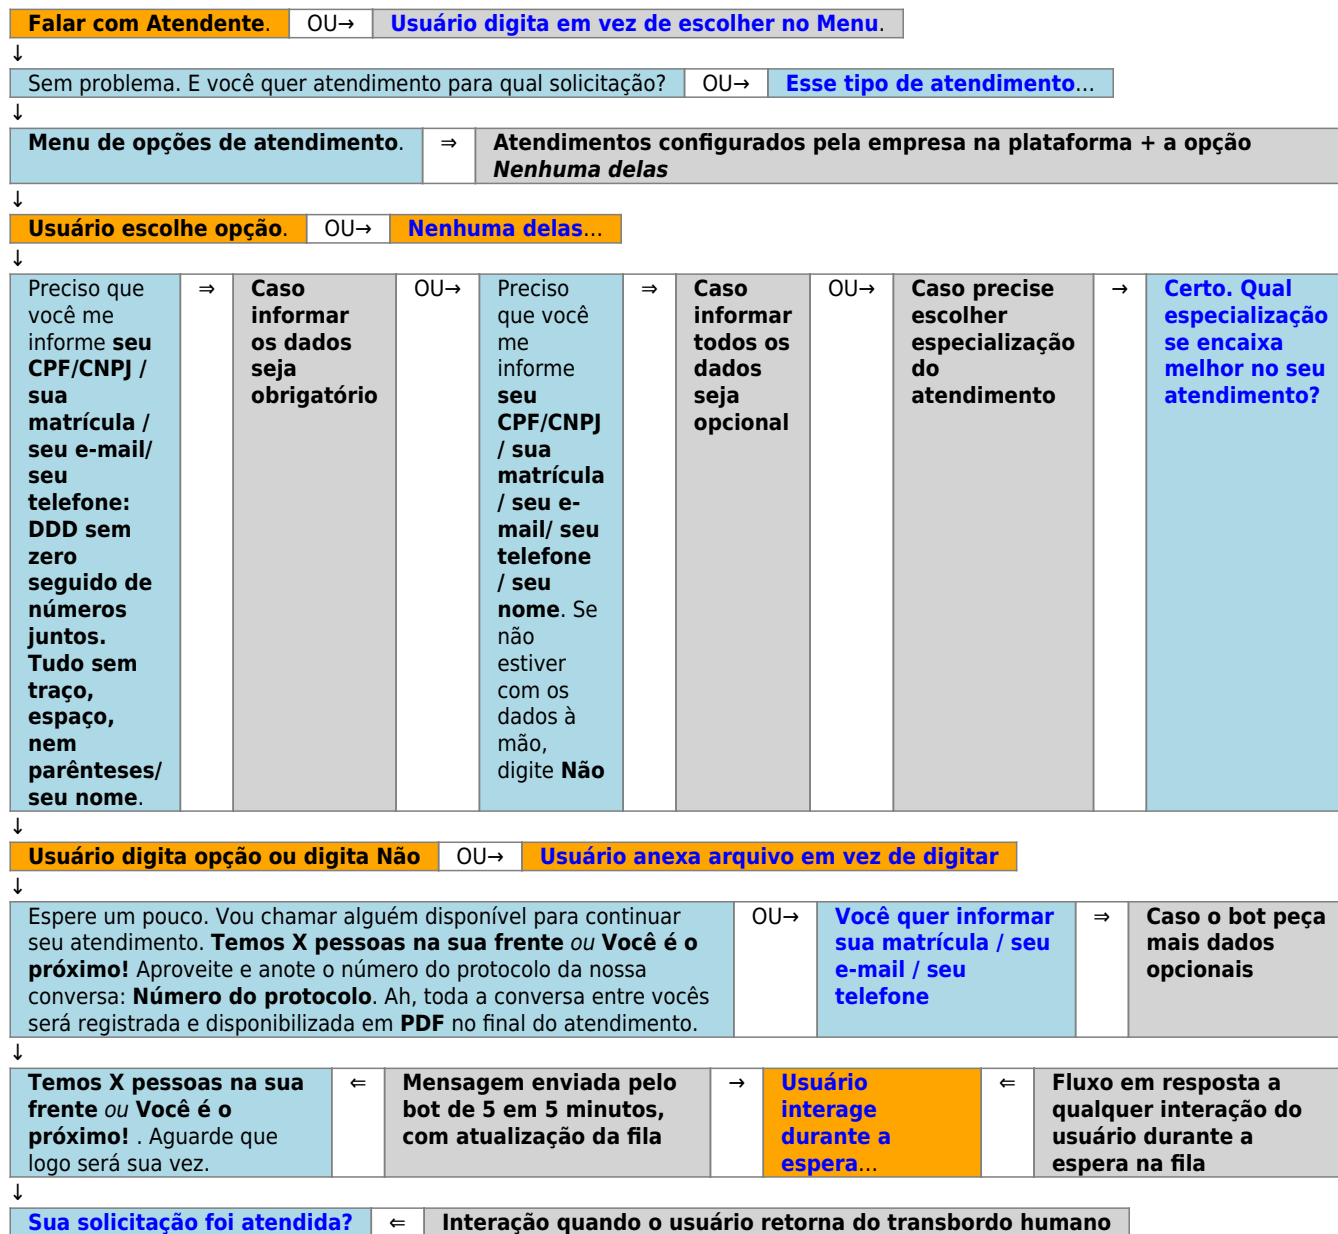 Falar com Atendente. OU→ Usuário digita em vez de escolher no Menu.
↓
Sem problema. E você quer atendimento para qual solicitação? OU→ Esse tipo de atendimento...
↓
Menu de opções de atendimento. ⇒ Atendimentos configurados pela empresa na plataforma + a opção
Nenhuma delas
↓
Usuário escolhe opção. OU→ Nenhuma delas...
↓
Preciso que
você me
informe seu
CPF/CNPJ /
sua
matrícula /
seu e-mail/
seu
telefone:
DDD sem
zero
seguido de
números
juntos.
Tudo sem
traço,
espaço,
nem
parênteses/
seu nome.
⇒
Caso
informar
os dados
seja
obrigatório
OU→
Preciso
que você
me
informe
seu
CPF/CNPJ
/ sua
matrícula
/ seu e-
mail/ seu
telefone
/ seu
nome. Se
não
estiver
com os
dados à
mão,
digite Não
⇒
Caso
informar
todos os
dados
seja
opcional
OU→
Caso precise
escolher
especialização
do
atendimento
→
Certo. Qual
especialização
se encaixa
melhor no seu
atendimento?
↓
Usuário digita opção ou digita Não OU→ Usuário anexa arquivo em vez de digitar
↓
Espere um pouco. Vou chamar alguém disponível para continuar
seu atendimento. Temos X pessoas na sua frente ou Você é o
próximo! Aproveite e anote o número do protocolo da nossa
conversa: Número do protocolo. Ah, toda a conversa entre vocês
será registrada e disponibilizada em PDF no final do atendimento.
OU→
Você quer informar
sua matrícula / seu
e-mail / seu
telefone
⇒
Caso o bot peça
mais dados
opcionais
↓
Temos X pessoas na sua
frente ou Você é o
próximo! . Aguarde que
logo será sua vez.
⇐
Mensagem enviada pelo
bot de 5 em 5 minutos,
com atualização da fila
→
Usuário
interage
durante a
espera...
⇐
Fluxo em resposta a
qualquer interação do
usuário durante a
espera na fila
↓
Sua solicitação foi atendida? ⇐ Interação quando o usuário retorna do transbordo humano